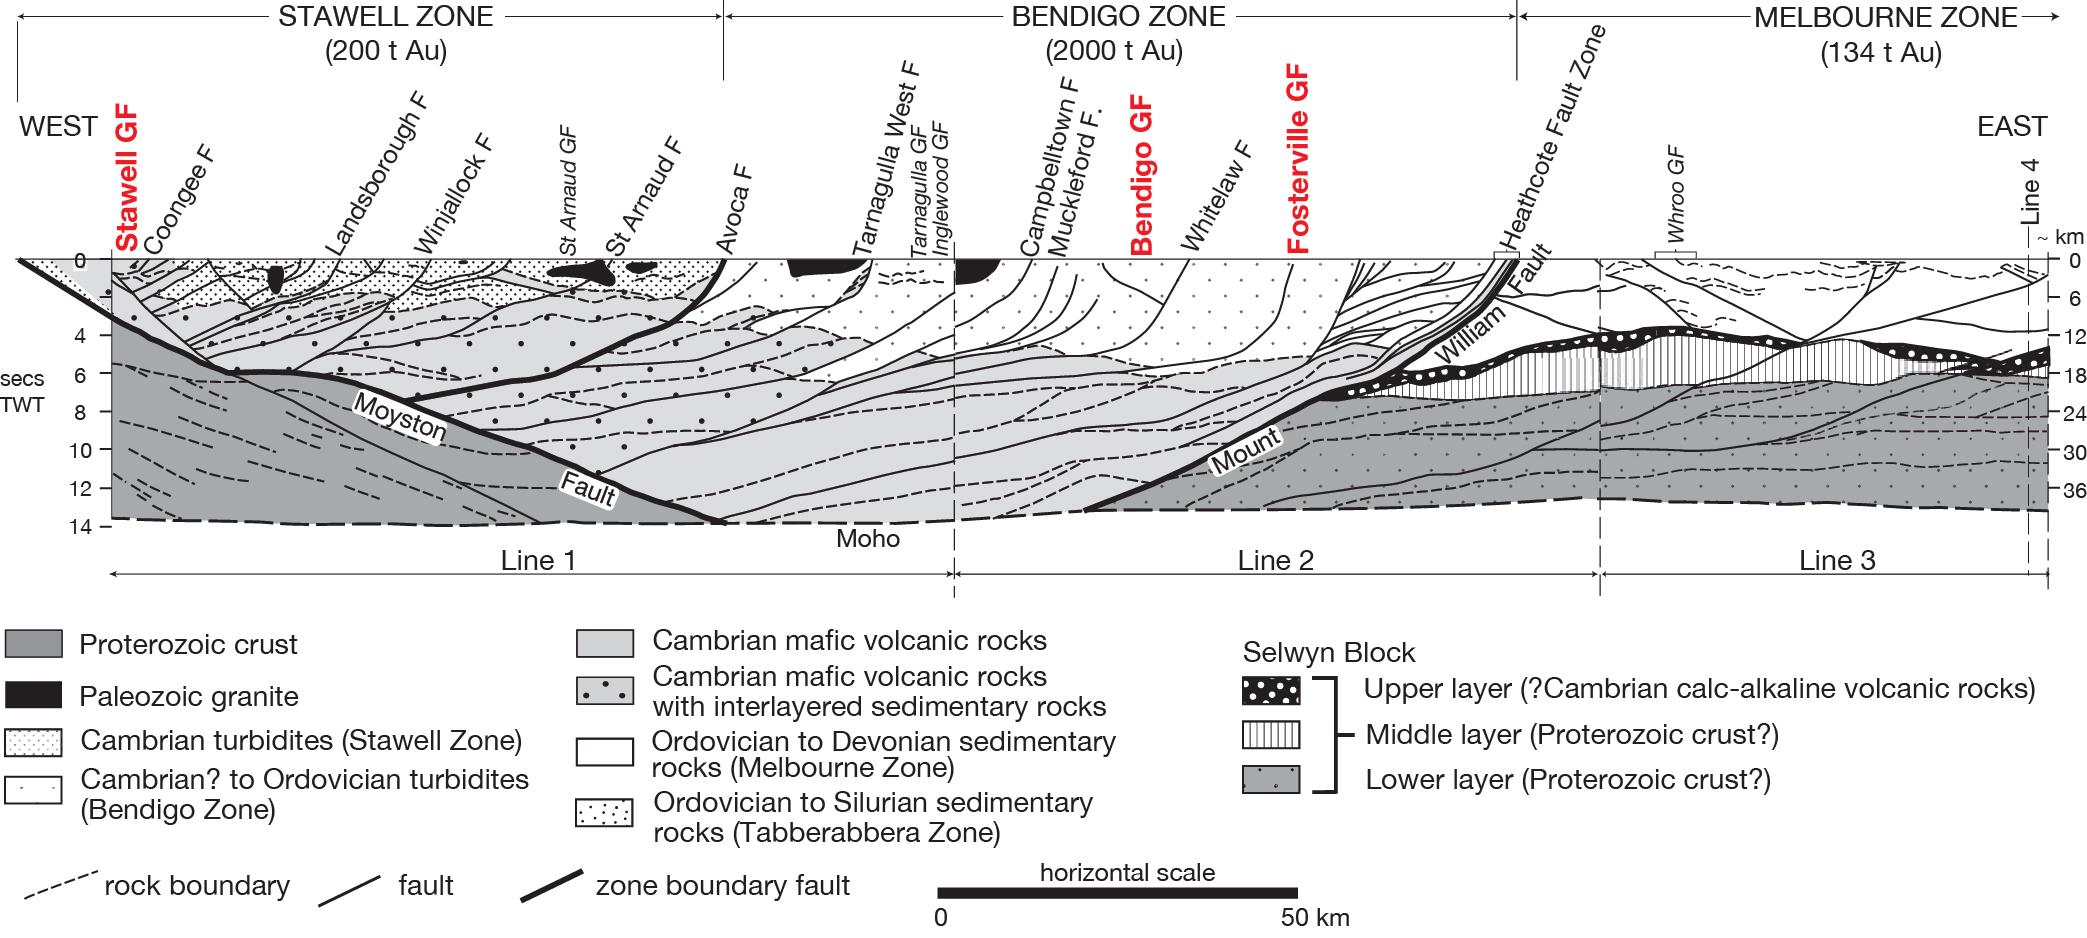 STAWELL ZONE
(200 t Au)
BENDIGO ZONE
(2000 t Au)
MELBOURNE ZONE
(134 t Au)
WEST
EAST
Stawell GF
Coongee F
Landsborough F
Winjallock F
St Arnaud GF
St Arnaud F
Avoca F
Tarnagulla West F
Tarnagulla GF
Inglewood GF
Campbelltown F
Muckleford F.
Bendigo GF
Whitelaw F
Fosterville GF
Heathcote Fault Zone
Whroo GF
Line 4
~ km
0
4
6
8
10
12
14
secs
TWT
0
6
12
18
24
30
36
Moyston
Fault
Mount
William
Fault
Moho
Line 1
Line 2
Line 3
Proterozoic crust
Paleozoic granite
Cambrian turbidites (Stawell Zone)
Cambrian? to Ordovician turbidites
(Bendigo Zone)
Cambrian mafic volcanic rocks
Cambrian mafic volcanic rocks
with interlayered sedimentary rocks
Ordovician to Devonian sedimentary
rocks (Melbourne Zone)
Ordovician to Silurian sedimentary
rocks (Tabberabbera Zone)
Selwyn Block
Upper layer (?Cambrian calc-alkaline volcanic rocks)
Middle layer (Proterozoic crust?)
Lower layer (Proterozoic crust?)
rock boundary
fault
zone boundary fault
horizontal scale
0
50 km